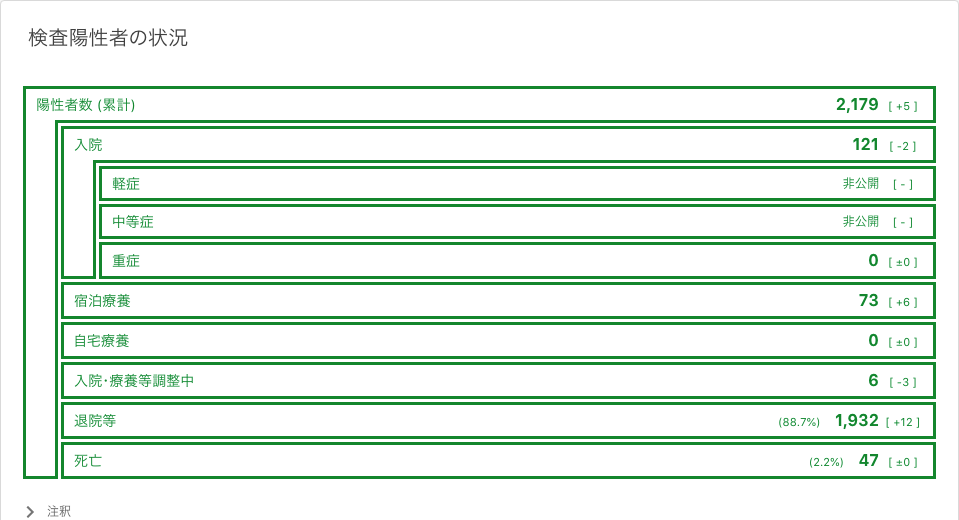 検査陽性者の状況
陽性者数 (累計) 2,179 [ +5 ]
入院 121 [ -2 ]
軽症 非公開 [ - ]
中等症 非公開 [ - ]
重症 0 [ ±0 ]
宿泊療養 73 [ +6 ]
自宅療養 0 [ ±0 ]
入院・療養等調整中 6 [ -3 ]
退院等 (88.7%) 1,932 [ +12 ]
死亡 (2.2%) 47 [ ±0 ]
注釈